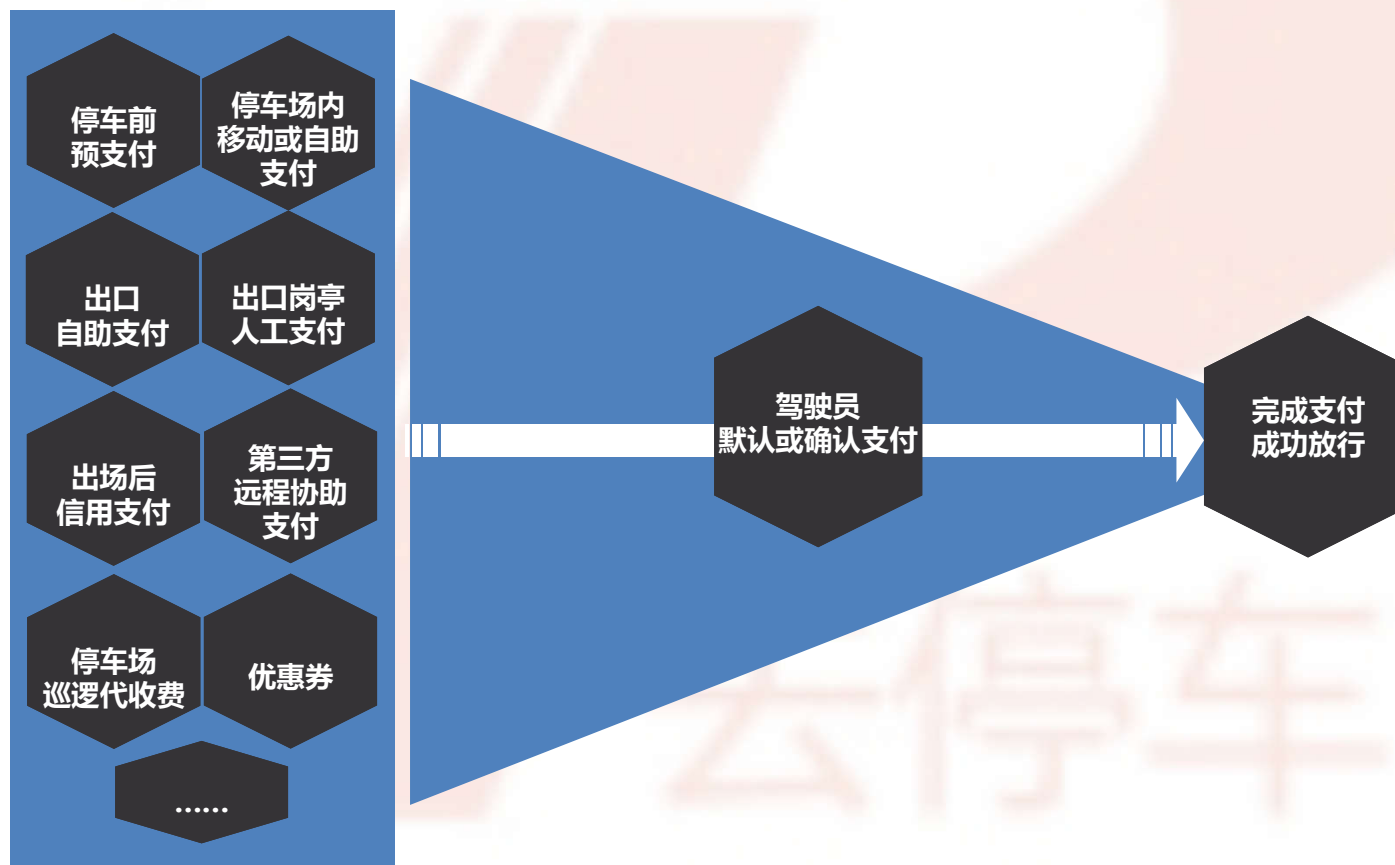 停车前
预支付
停车场内
移动或自助
支付
出口
自助支付
出口岗亭
人工支付
出场后
信用支付
第三方
远程协助
支付
停车场
巡逻代收费
优惠券
……
驾驶员
默认或确认支付
完成支付
成功放行
云停车